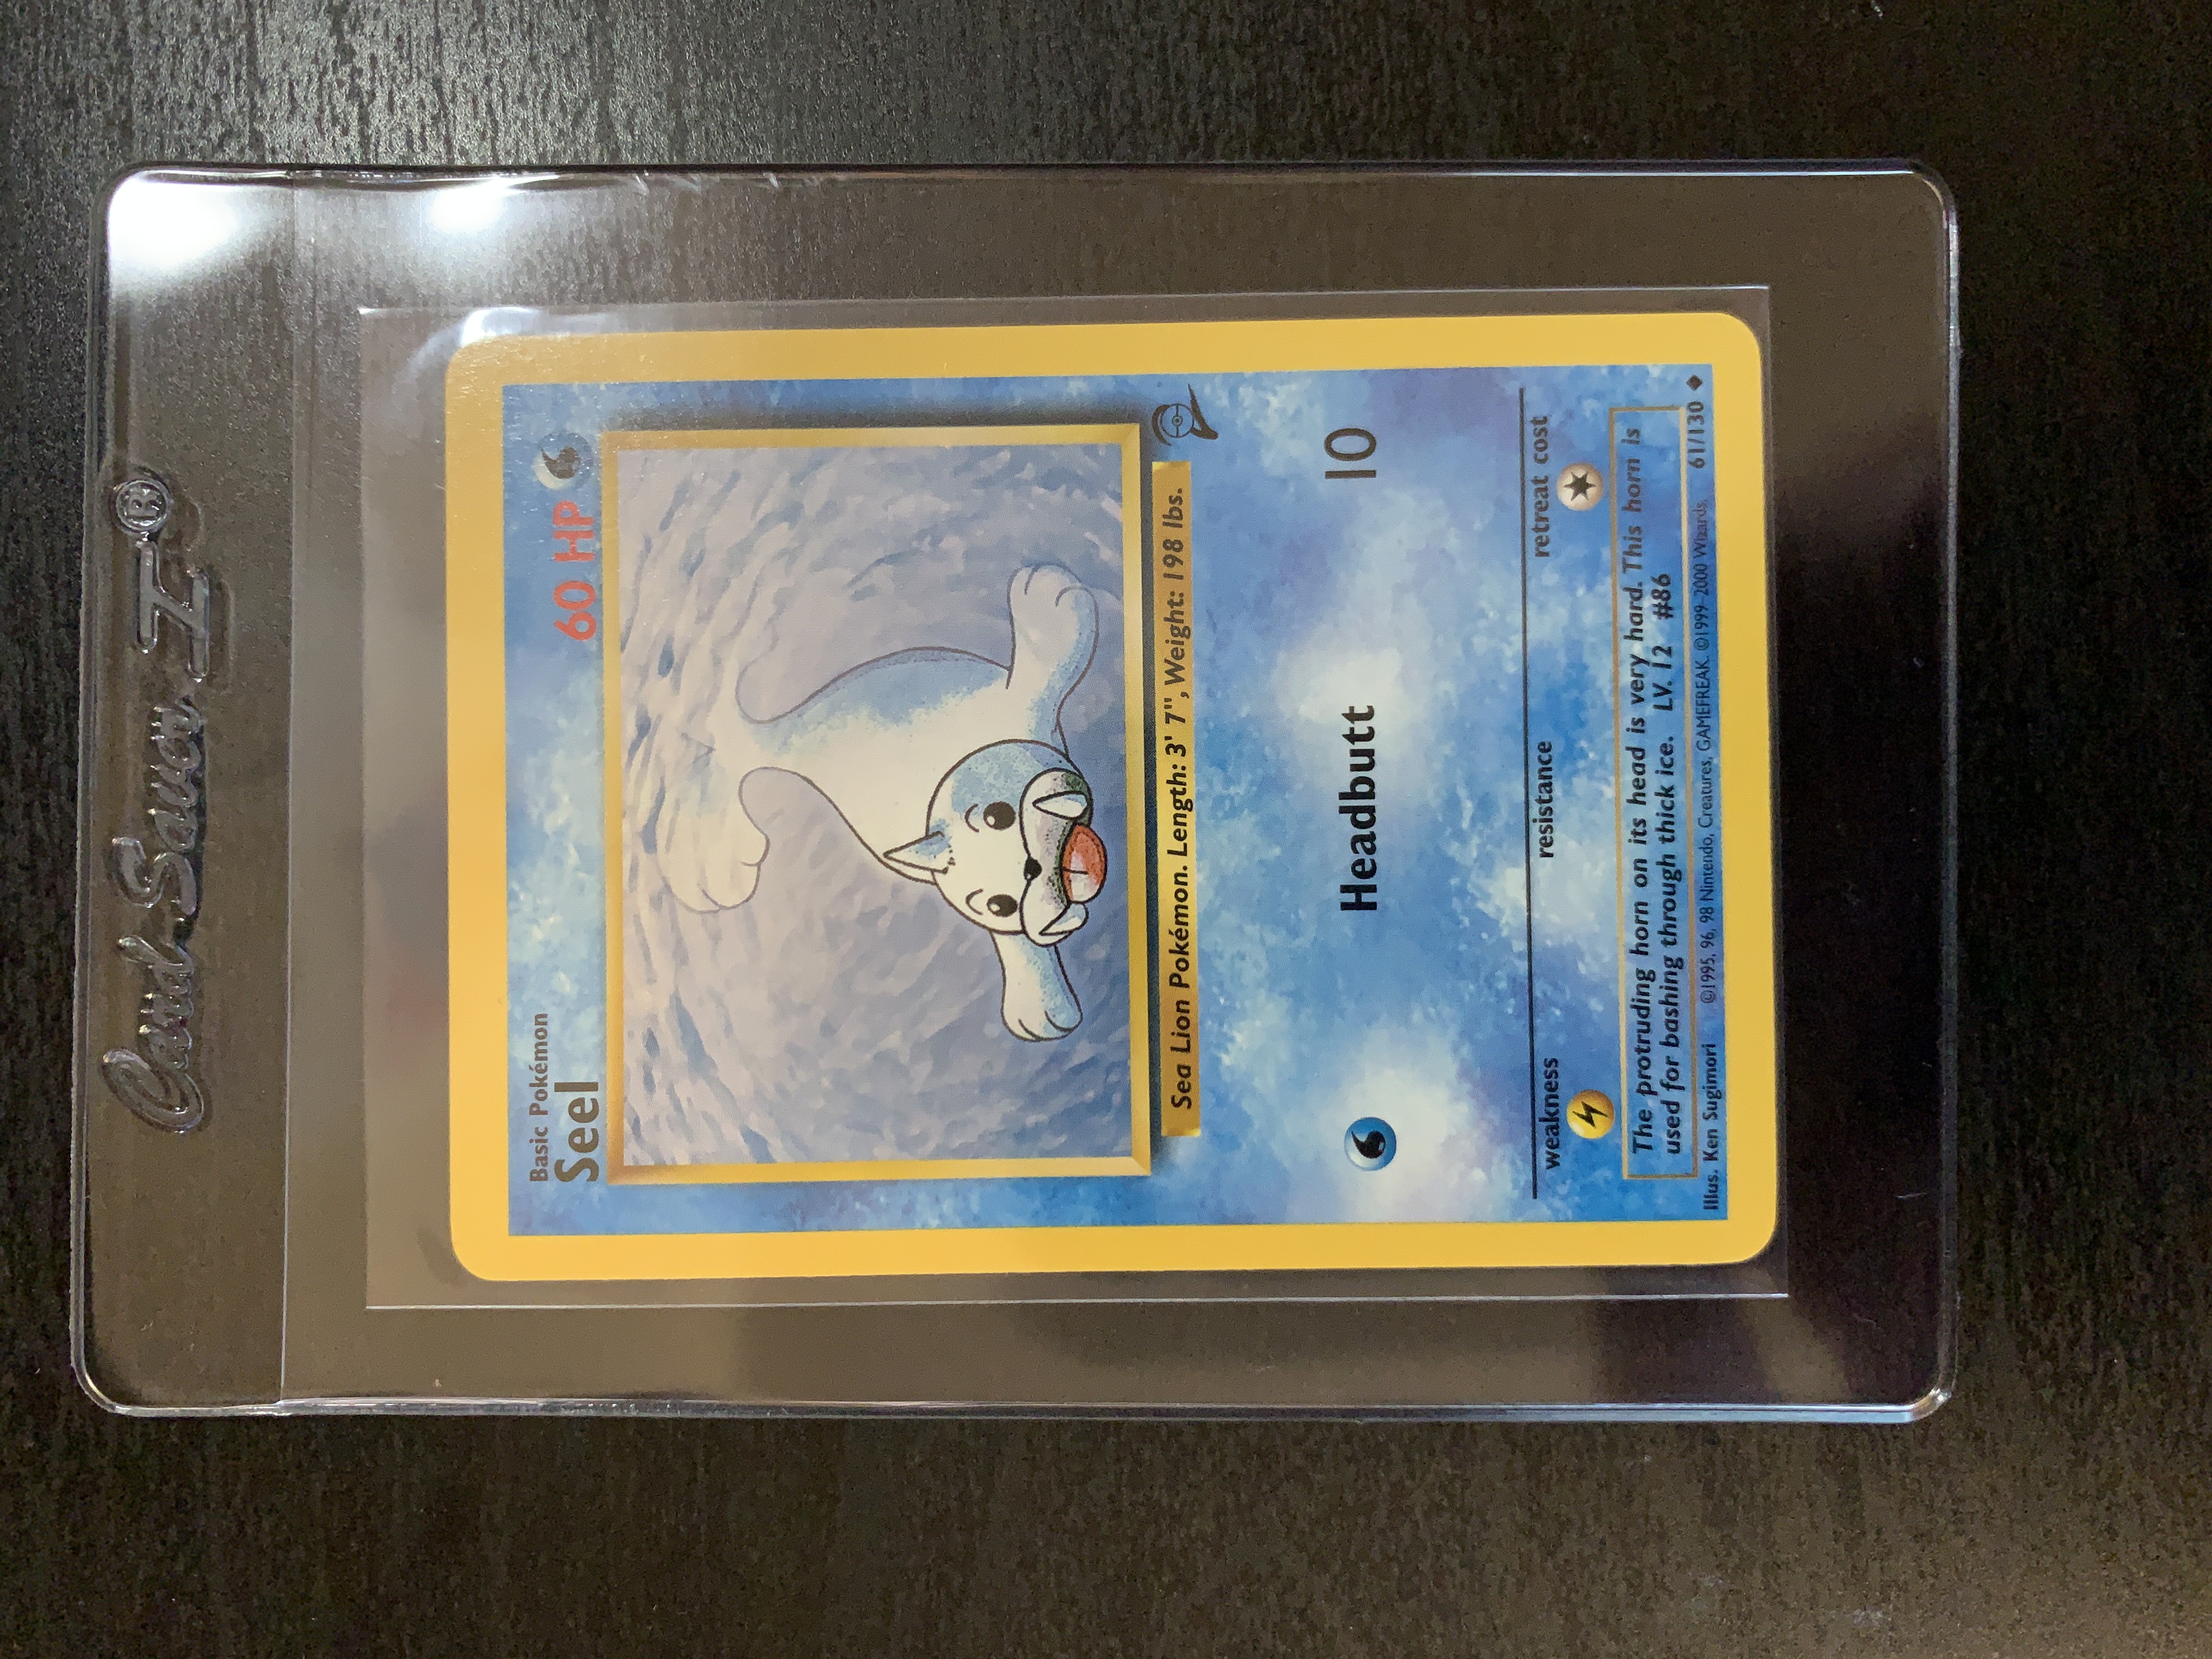 Card Saver I®
Basic Pokémon
Seel
60 HP
Sea Lion Pokémon. Length: 3' 7", Weight: 198 lbs.
Headbutt 10
weakness resistance retreat cost
The protruding horn on its head is very hard. This horn is
used for bashing through thick ice. LV. 12 #86
Illus. Ken Sugimori ©1995, 96, 98 Nintendo, Creatures, GAMEFREAK. ©1999-2000 Wizards. 61/130 ◆